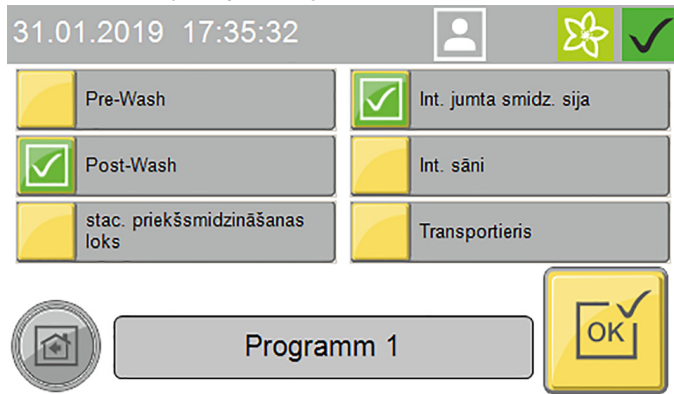 31.01.2019 17:35:32
Pre-Wash
Int. jumta smidz. sija
Post-Wash
Int. sāni
stac. priekšsmidzināšanas
loks
Transportieris
Programm 1
OK